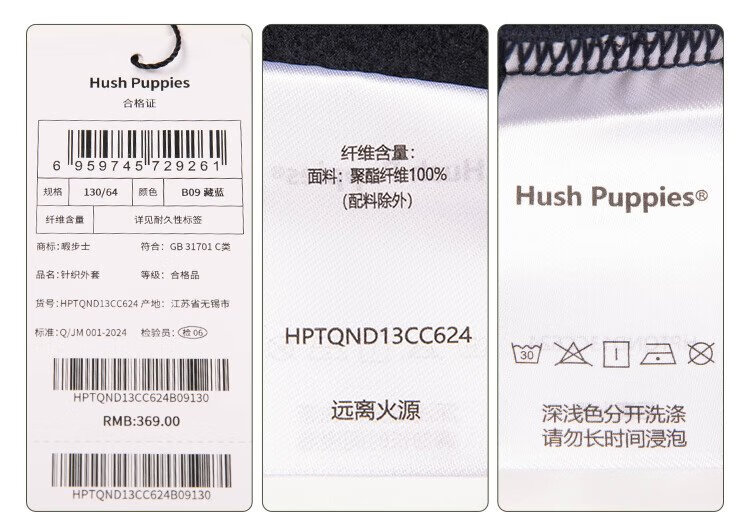 Hush Puppies
合格证
6 959745 729261
规格 130/64 颜色 B09 藏蓝
纤维含量 详见耐久性标签
商标:暇步士 符合: GB 31701 C类
品名:针织外套 等级: 合格品
货号:HPTQND13CC624 产地: 江苏省无锡市
标准:Q/JM 001-2024 检验员: 检 06
HPTQND13CC624B09130
RMB:369.00
HPTQND13CC624B09130
纤维含量:
面料: 聚酯纤维100%
(配料除外)
HPTQND13CC624
远离火源
Hush Puppies®
30
深浅色分开洗涤
请勿长时间浸泡